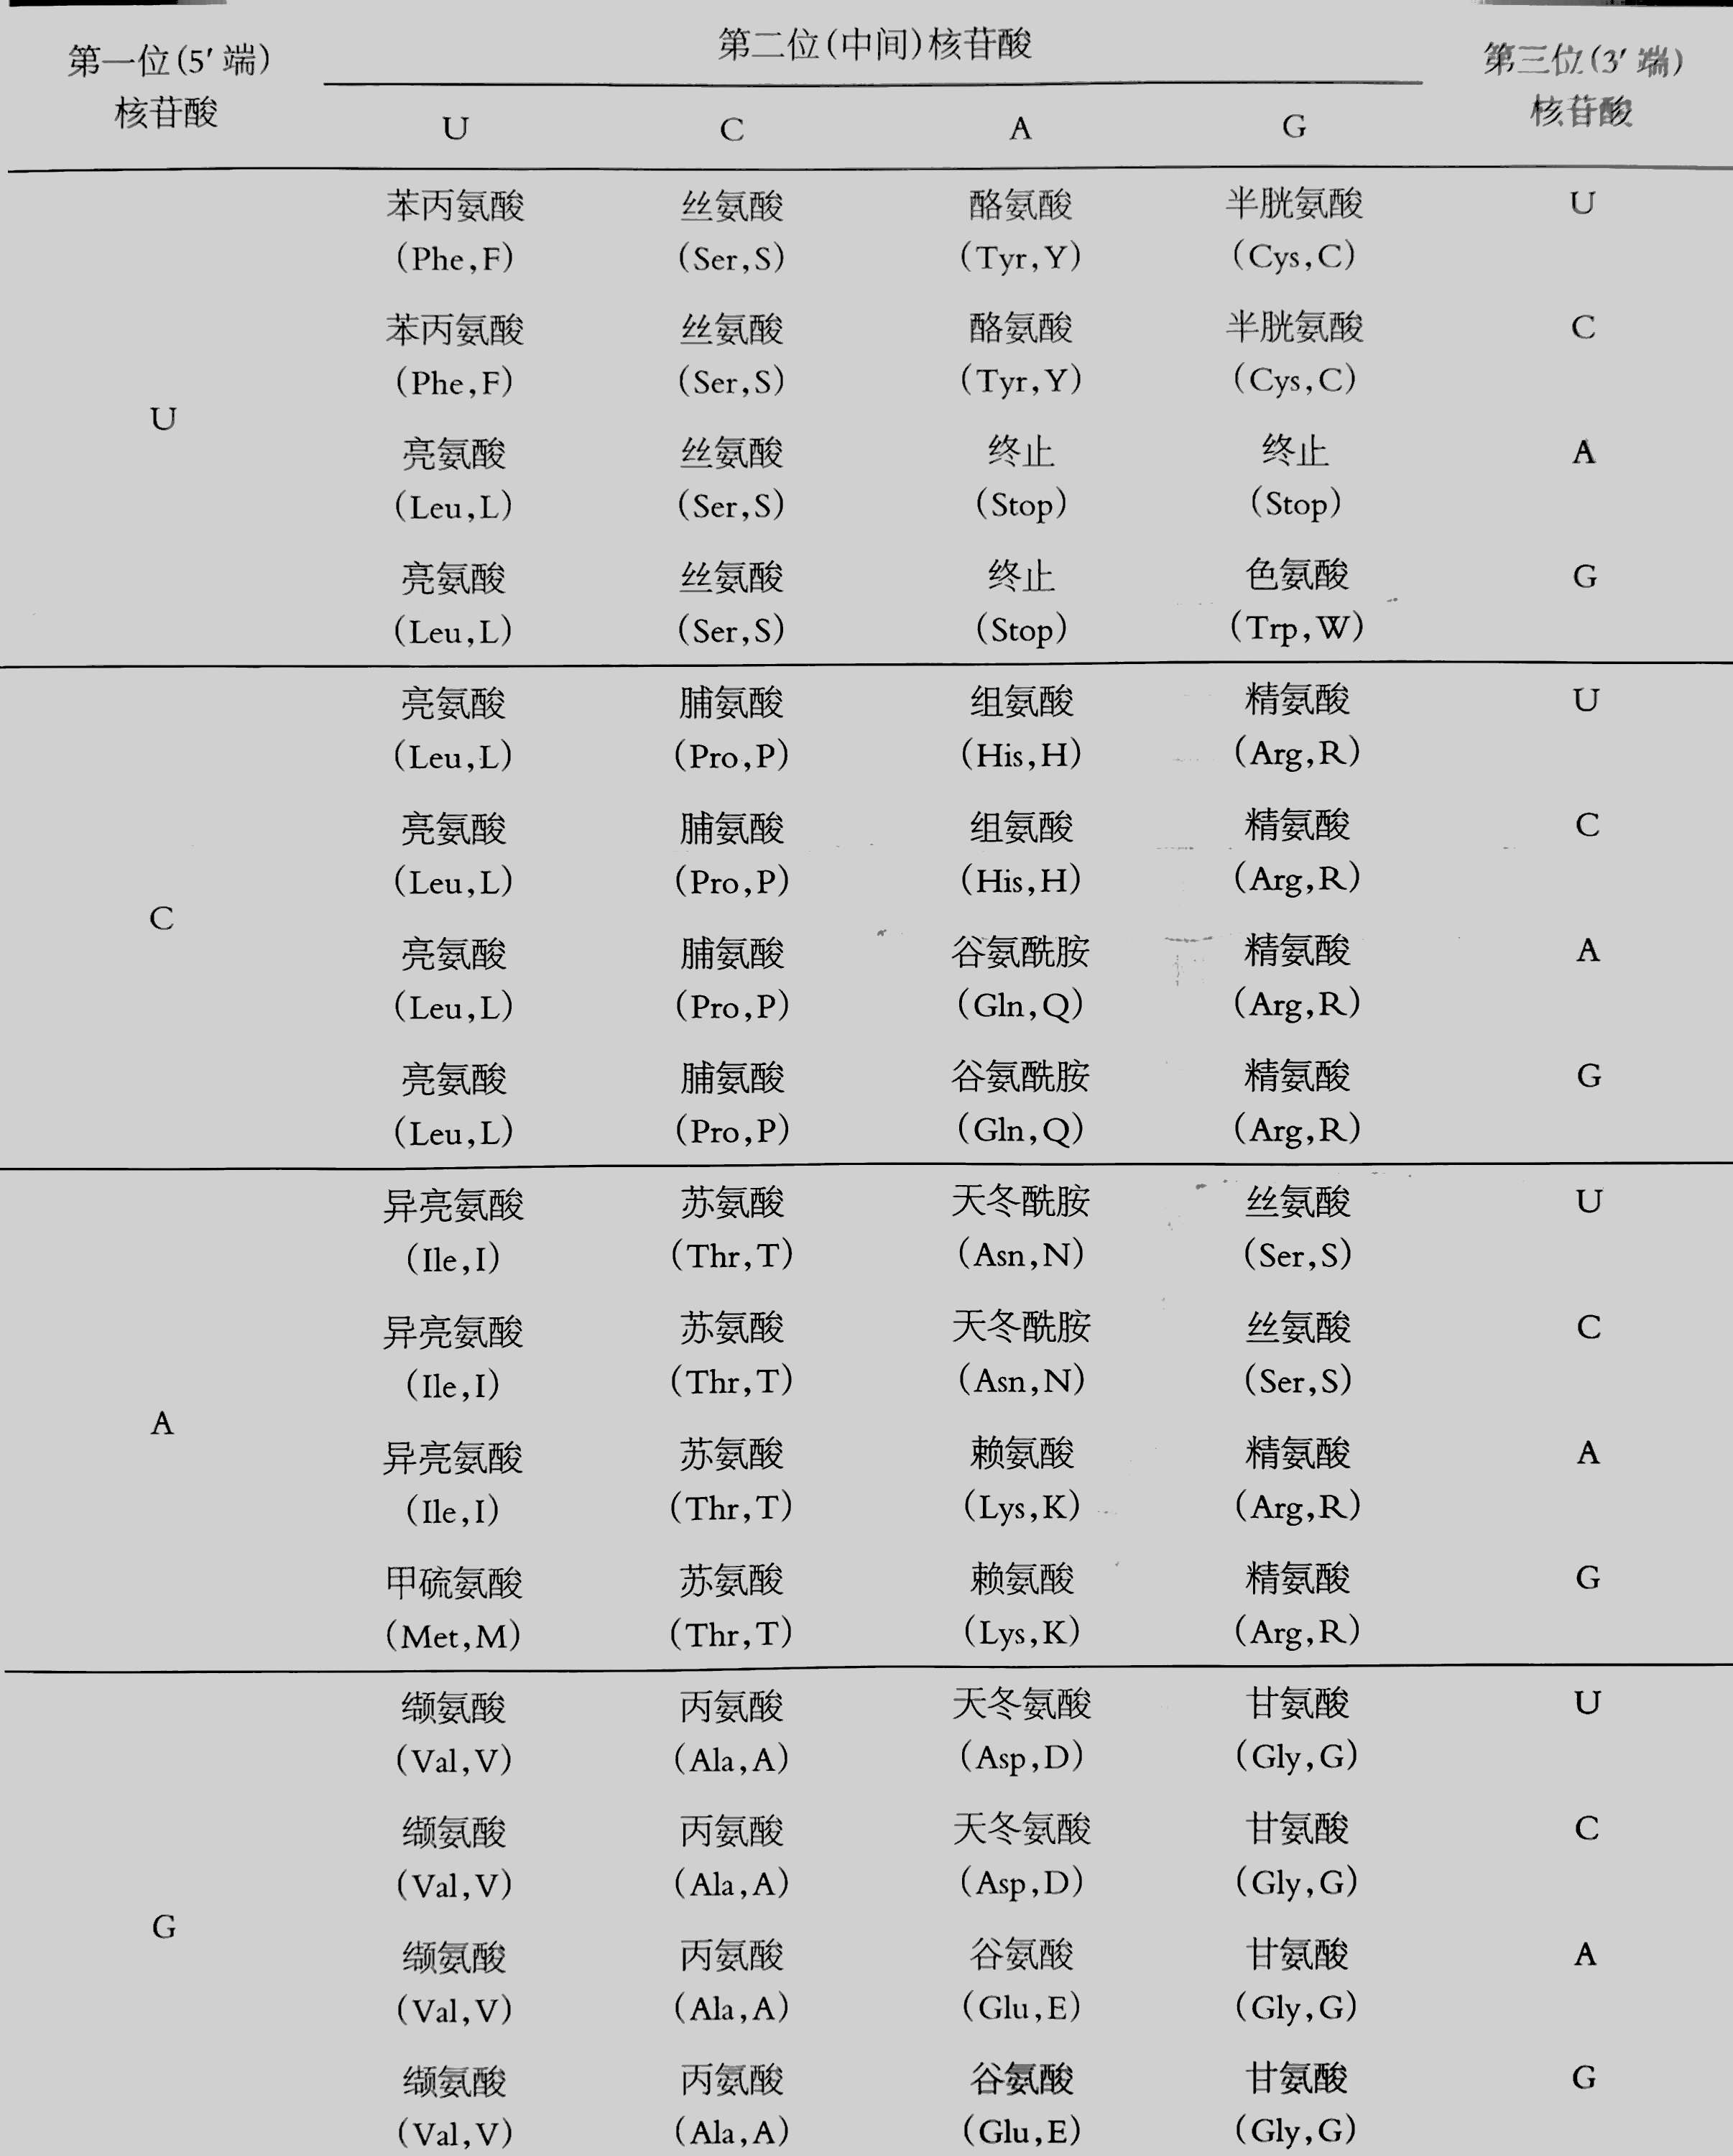 第一位(5′端) 第二位(中间)核苷酸 第三位(3′端)
核苷酸 U C A G 核苷酸
苯丙氨酸 丝氨酸 酪氨酸 半胱氨酸 U
(Phe,F) (Ser,S) (Tyr,Y) (Cys,C)
苯丙氨酸 丝氨酸 酪氨酸 半胱氨酸 C
(Phe,F) (Ser,S) (Tyr,Y) (Cys,C)
U
亮氨酸 丝氨酸 终止 终止 A
(Leu,L) (Ser,S) (Stop) (Stop)
亮氨酸 丝氨酸 终止 色氨酸 G
(Leu,L) (Ser,S) (Stop) (Trp,W)
亮氨酸 脯氨酸 组氨酸 精氨酸 U
(Leu,L) (Pro,P) (His,H) (Arg,R)
亮氨酸 脯氨酸 组氨酸 精氨酸 C
(Leu,L) (Pro,P) (His,H) (Arg,R)
C
亮氨酸 脯氨酸 谷氨酰胺 精氨酸 A
(Leu,L) (Pro,P) (Gln,Q) (Arg,R)
亮氨酸 脯氨酸 谷氨酰胺 精氨酸 G
(Leu,L) (Pro,P) (Gln,Q) (Arg,R)
异亮氨酸 苏氨酸 天冬酰胺 丝氨酸 U
(Ile,I) (Thr,T) (Asn,N) (Ser,S)
异亮氨酸 苏氨酸 天冬酰胺 丝氨酸 C
(Ile,I) (Thr,T) (Asn,N) (Ser,S)
A
异亮氨酸 苏氨酸 赖氨酸 精氨酸 A
(Ile,I) (Thr,T) (Lys,K) (Arg,R)
甲硫氨酸 苏氨酸 赖氨酸 精氨酸 G
(Met,M) (Thr,T) (Lys,K) (Arg,R)
缬氨酸 丙氨酸 天冬氨酸 甘氨酸 U
(Val,V) (Ala,A) (Asp,D) (Gly,G)
缬氨酸 丙氨酸 天冬氨酸 甘氨酸 C
(Val,V) (Ala,A) (Asp,D) (Gly,G)
G
缬氨酸 丙氨酸 谷氨酸 甘氨酸 A
(Val,V) (Ala,A) (Glu,E) (Gly,G)
缬氨酸 丙氨酸 谷氨酸 甘氨酸 G
(Val,V) (Ala,A) (Glu,E) (Gly,G)